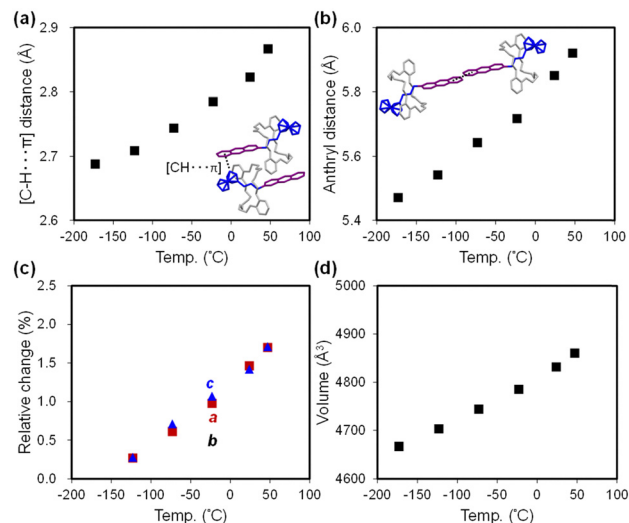 (a)
2.9
2.8
2.7
2.6
[C-H···π] distance (Å)
[CH···π]
-200 -150 -100 -50 0 50 100
Temp. (˚C)
(b)
6.0
5.8
5.6
5.4
Anthryl distance (Å)
-200 -150 -100 -50 0 50 100
Temp. (˚C)
(c)
2.5
2.0
1.5
1.0
0.5
0.0
Relative change (%)
c
a
b
-200 -150 -100 -50 0 50 100
Temp. (˚C)
(d)
5000
4900
4800
4700
4600
Volume (Å³)
-200 -150 -100 -50 0 50 100
Temp. (˚C)